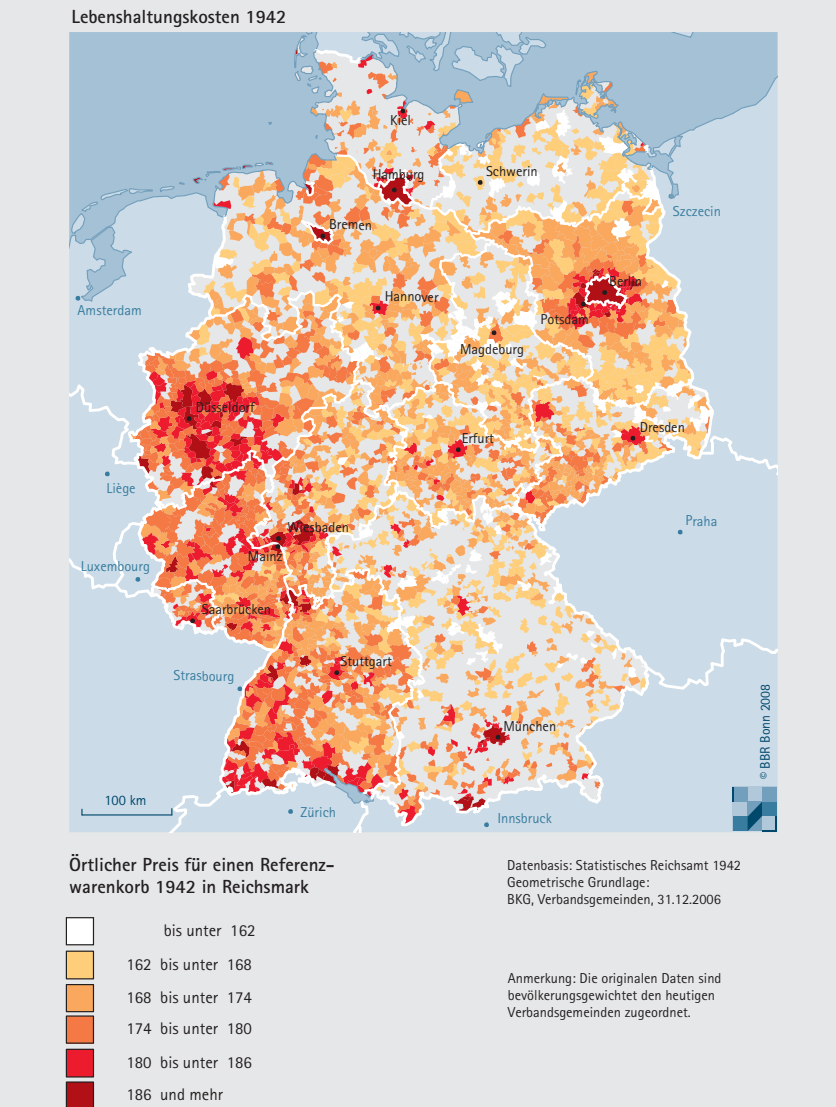 Lebenshaltungskosten 1942
Kiel
Hamburg
Schwerin
Szczecin
Bremen
Berlin
Hannover
Amsterdam
Potsdam
Magdeburg
Düsseldorf
Dresden
Erfurt
Liège
Praha
Wiesbaden
Mainz
Luxembourg
Saarbrücken
Stuttgart
Strasbourg
München
© BBR Bonn 2008
100 km
Zürich
Innsbruck
Örtlicher Preis für einen Referenz-
warenkorb 1942 in Reichsmark
bis unter 162
162 bis unter 168
168 bis unter 174
174 bis unter 180
180 bis unter 186
186 und mehr
Datenbasis: Statistisches Reichsamt 1942
Geometrische Grundlage:
BKG, Verbandsgemeinden, 31.12.2006
Anmerkung: Die originalen Daten sind
bevölkerungsgewichtet den heutigen
Verbandsgemeinden zugeordnet.